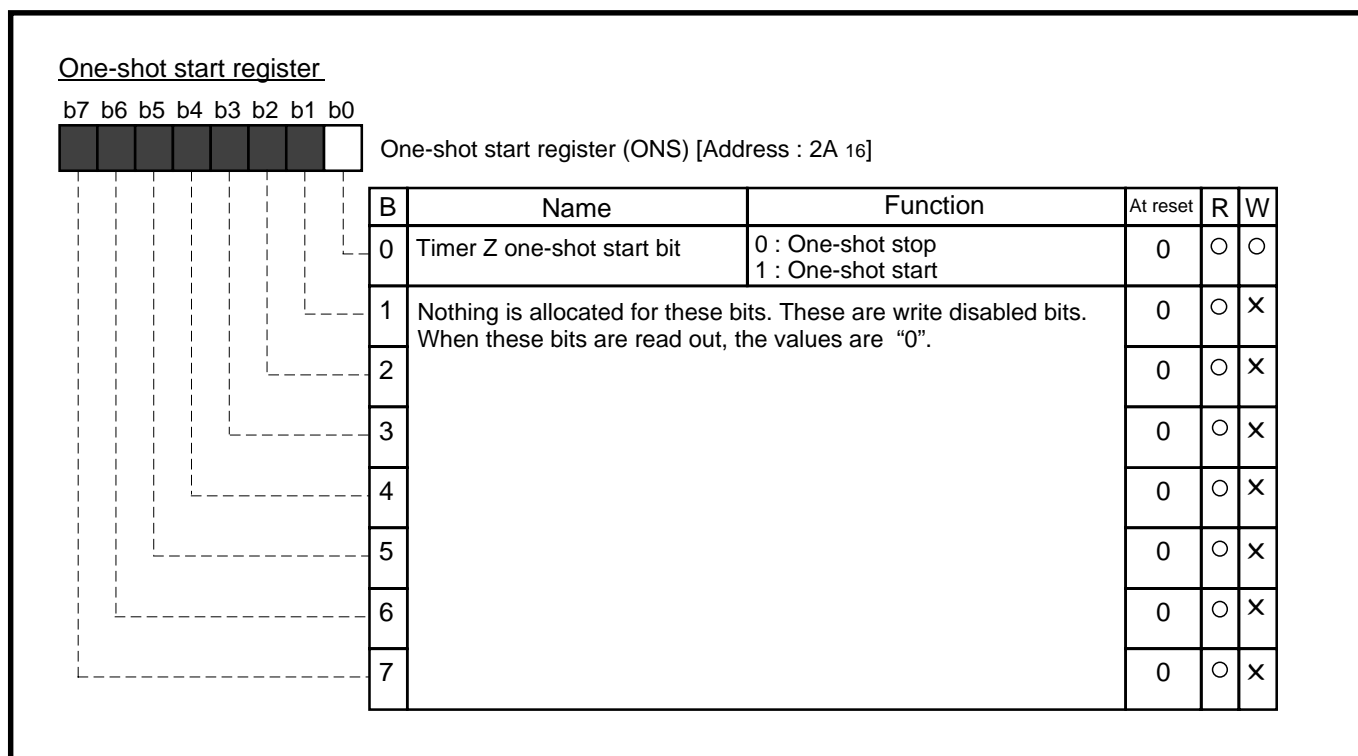 One-shot start register
b7 b6 b5 b4 b3 b2 b1 b0
One-shot start register (ONS) [Address : 2A 16]
B Name Function At reset R W
0 Timer Z one-shot start bit 0 : One-shot stop 0 ○ ○
1 : One-shot start
1 Nothing is allocated for these bits. These are write disabled bits. 0 ○ ×
When these bits are read out, the values are “0”.
2 0 ○ ×
3 0 ○ ×
4 0 ○ ×
5 0 ○ ×
6 0 ○ ×
7 0 ○ ×